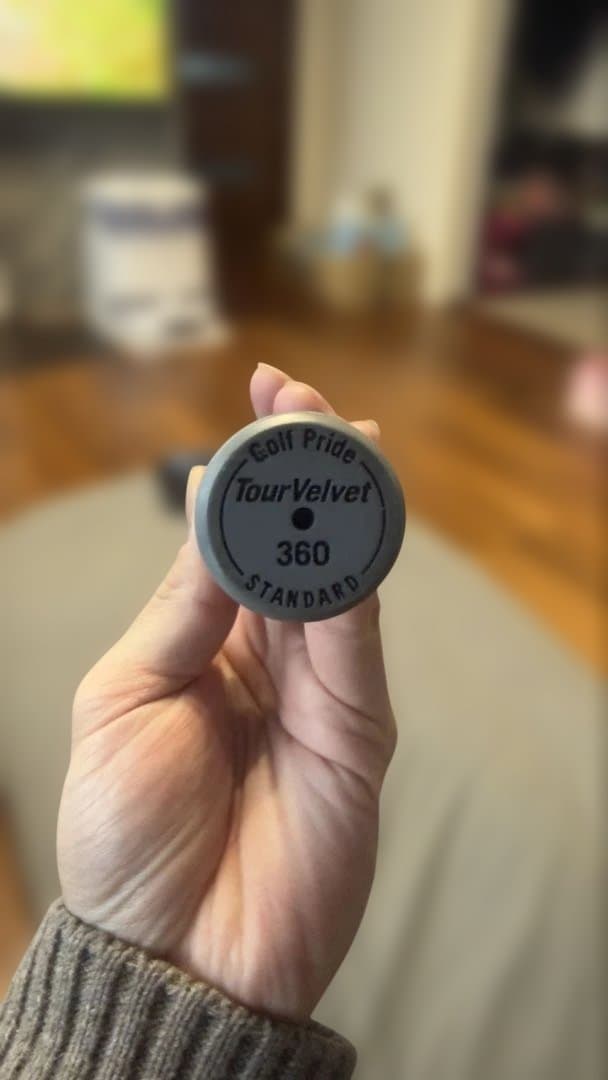 Golf Pride
TourVelvet
360
STANDARD